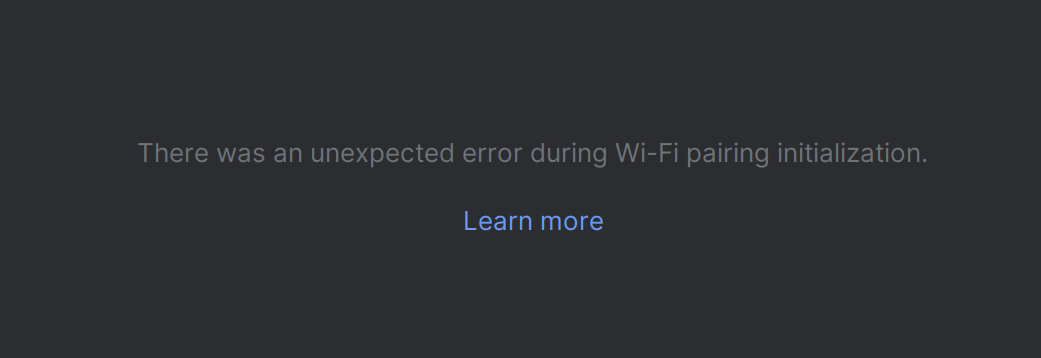 There was an unexpected error during Wi-Fi pairing initialization.
Learn more